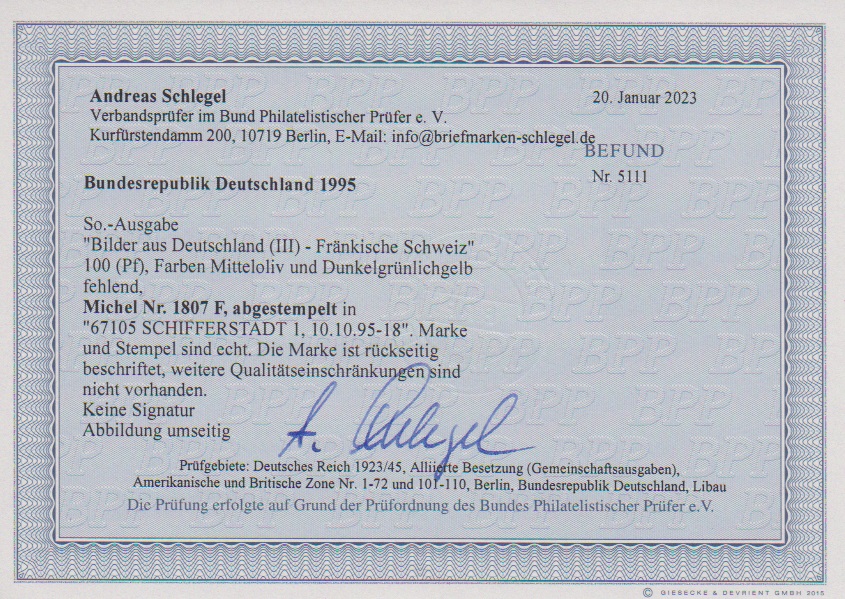 Andreas Schlegel
20. Januar 2023
Verbandsprüfer im Bund Philatelistischer Prüfer e. V.
Kurfürstendamm 200, 10719 Berlin, E-Mail: info@briefmarken-schlegel.de
BEFUND
Nr. 5111
Bundesrepublik Deutschland 1995
So.-Ausgabe
"Bilder aus Deutschland (III) - Fränkische Schweiz"
100 (Pf), Farben Mitteloliv und Dunkelgrünlichgelb
fehlend,
Michel Nr. 1807 F, abgestempelt in
"67105 SCHIFFERSTADT 1, 10.10.95-18". Marke
und Stempel sind echt. Die Marke ist rückseitig
beschriftet, weitere Qualitätseinschränkungen sind
nicht vorhanden.
Keine Signatur
Abbildung umseitig
A. Schlegel
Prüfgebiete: Deutsches Reich 1923/45, Alliierte Besetzung (Gemeinschaftsausgaben),
Amerikanische und Britische Zone Nr. 1-72 und 101-110, Berlin, Bundesrepublik Deutschland, Libau
Die Prüfung erfolgte auf Grund der Prüfordnung des Bundes Philatelistischer Prüfer e.V.
© GIESECKE & DEVRIENT GMBH 2015